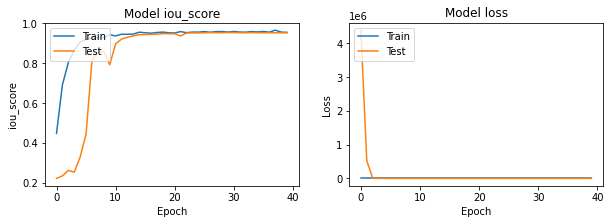 Model iou_score
iou_score
1.0
0.8
0.6
0.4
0.2
Train
Test
0
10
20
30
40
Epoch
Model loss
1e6
Loss
4
3
2
1
0
Train
Test
0
10
20
30
40
Epoch